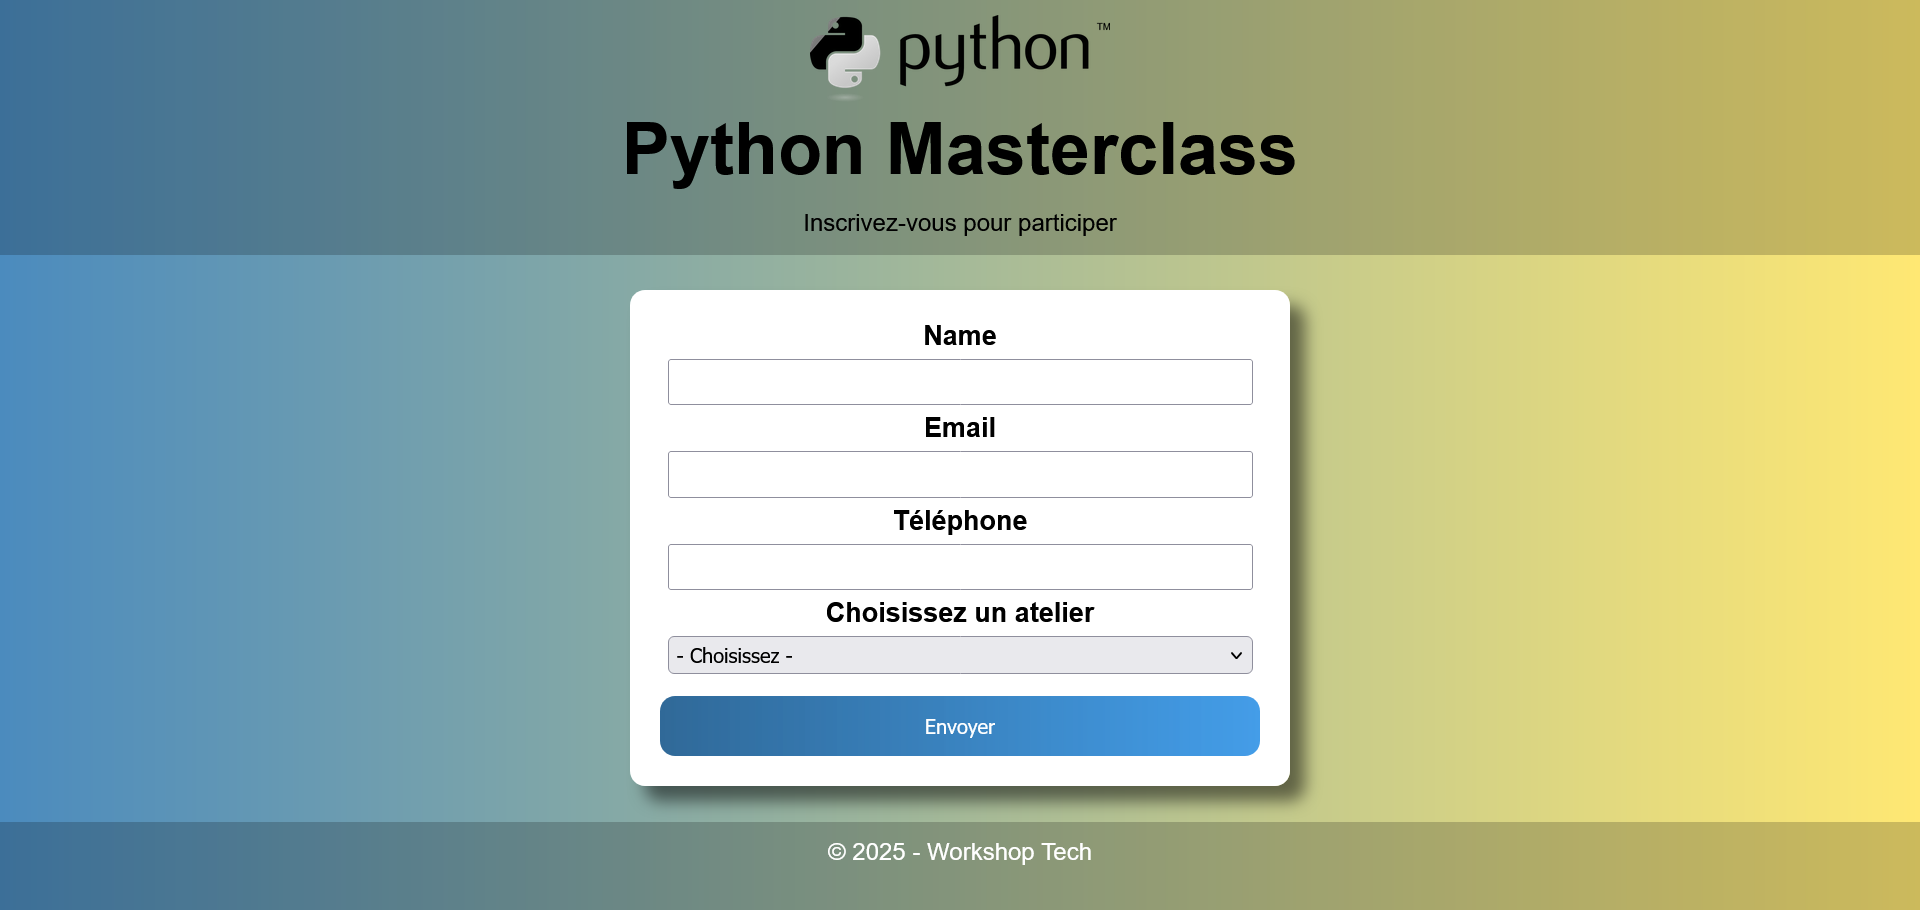 python™
Python Masterclass
Inscrivez-vous pour participer
Name
Email
Téléphone
Choisissez un atelier
- Choisissez -
Envoyer
© 2025 - Workshop Tech